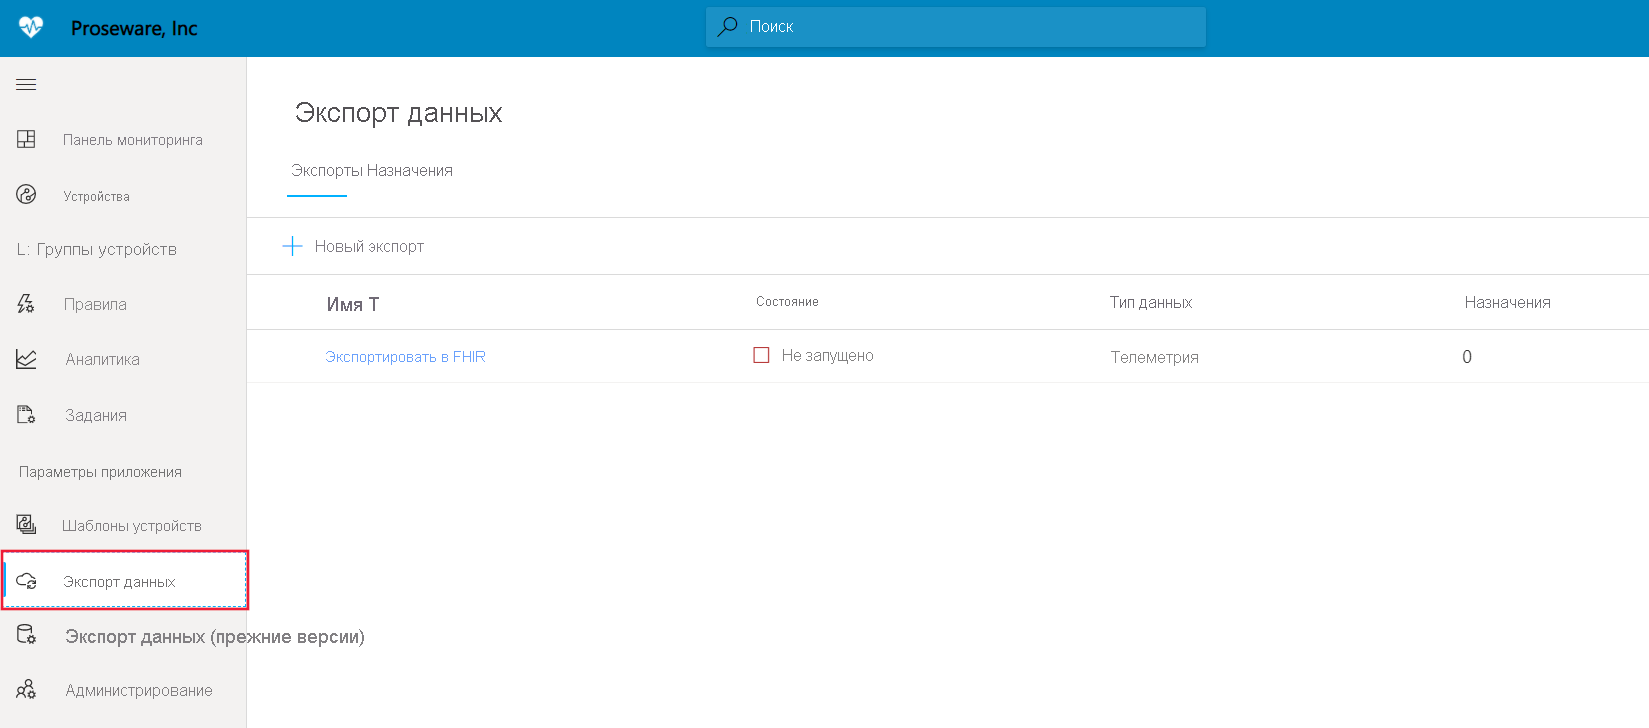 Proseware, Inc
Поиск
Панель мониторинга
Устройства
L: Группы устройств
Правила
Аналитика
Задания
Параметры приложения
Шаблоны устройств
Экспорт данных
Экспорт данных (прежние версии)
Администрирование
Экспорт данных
Экспорты Назначения
Новый экспорт
Имя T Состояние Тип данных Назначения
Экспортировать в FHIR Не запущено Телеметрия 0